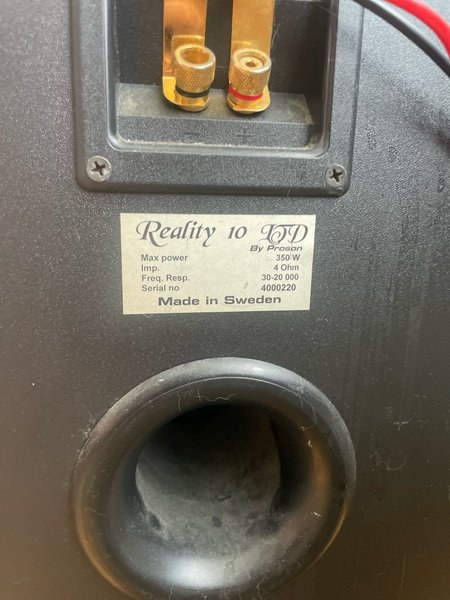 - +
Reality 10 LTD
By Proson
Max power 350 W
Imp. 4 Ohm
Freq. Resp. 30-20 000
Serial no 4000220
Made in Sweden